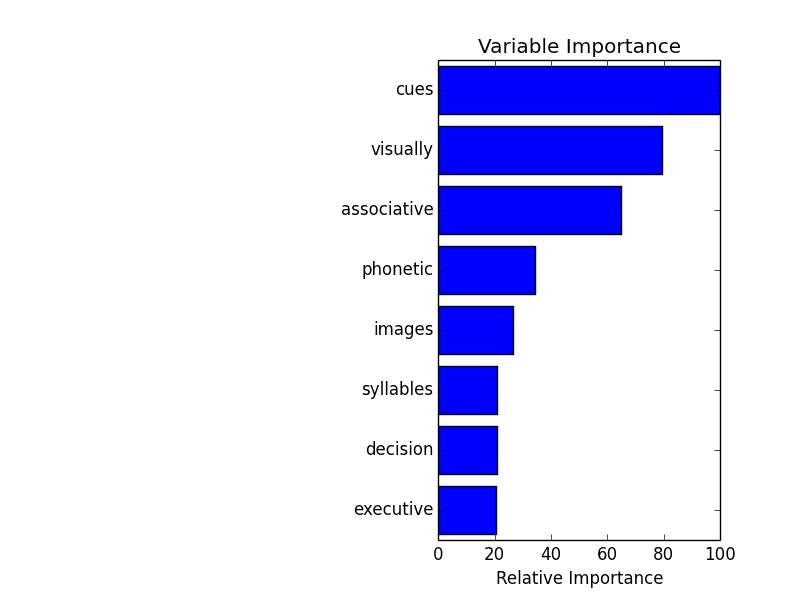 Variable Importance
cues
visually
associative
phonetic
images
syllables
decision
executive
0 20 40 60 80 100
Relative Importance